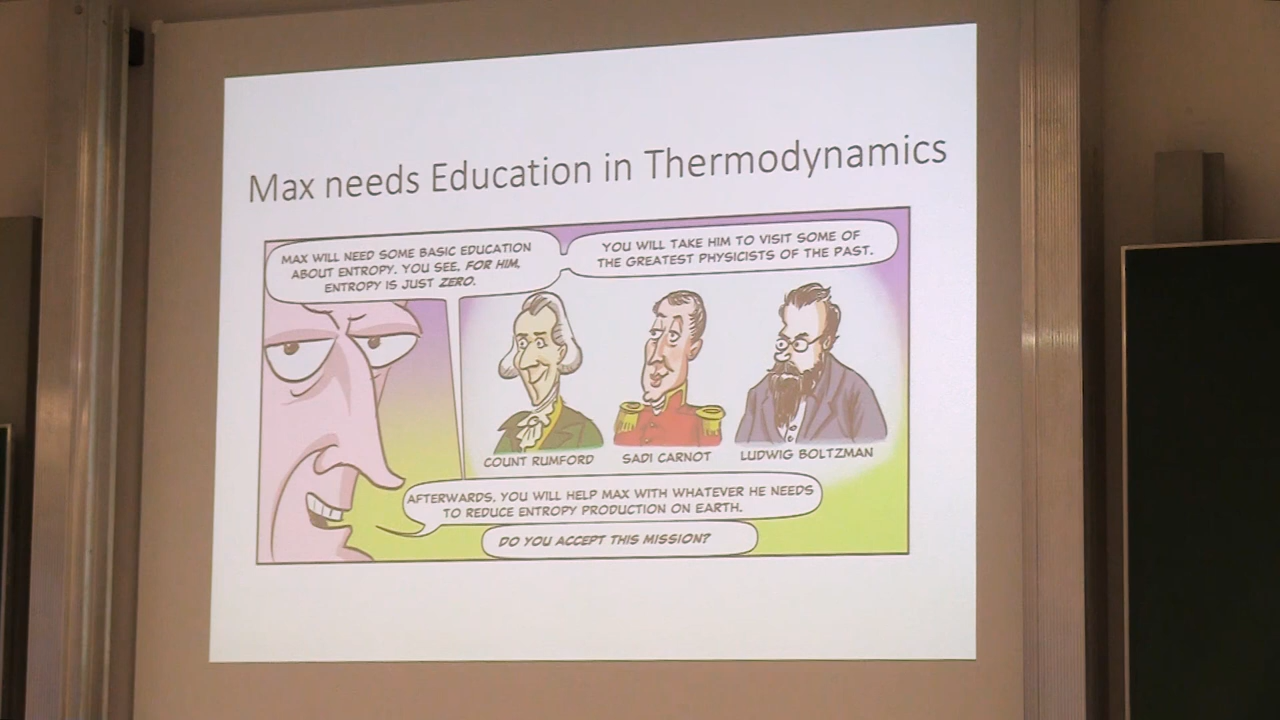 Max needs Education in Thermodynamics
MAX WILL NEED SOME BASIC EDUCATION
ABOUT ENTROPY. YOU SEE, FOR HIM,
ENTROPY IS JUST ZERO.
YOU WILL TAKE HIM TO VISIT SOME OF
THE GREATEST PHYSICISTS OF THE PAST.
COUNT RUMFORD
SADI CARNOT
LUDWIG BOLTZMAN
AFTERWARDS, YOU WILL HELP MAX WITH WHATEVER HE NEEDS
TO REDUCE ENTROPY PRODUCTION ON EARTH.
DO YOU ACCEPT THIS MISSION?